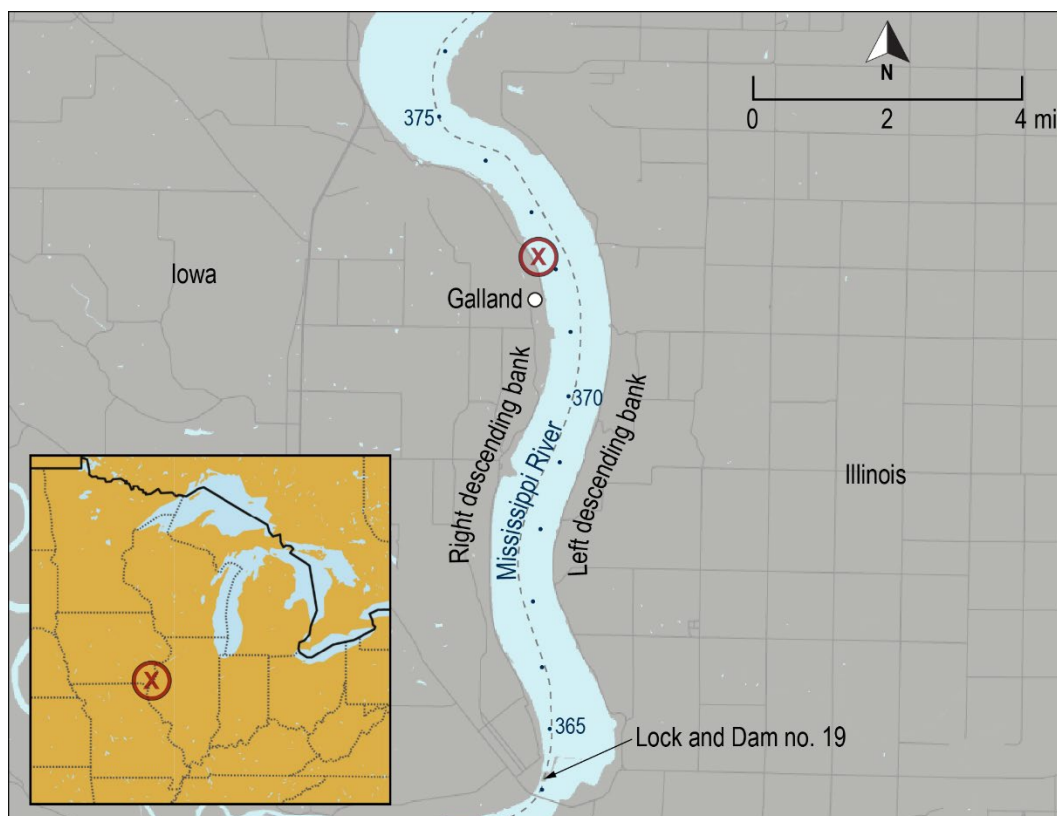 N
0 2 4 mi
375
X
Iowa
Galland
Right descending bank
370
Mississippi River
Left descending bank
Illinois
X
365
Lock and Dam no. 19